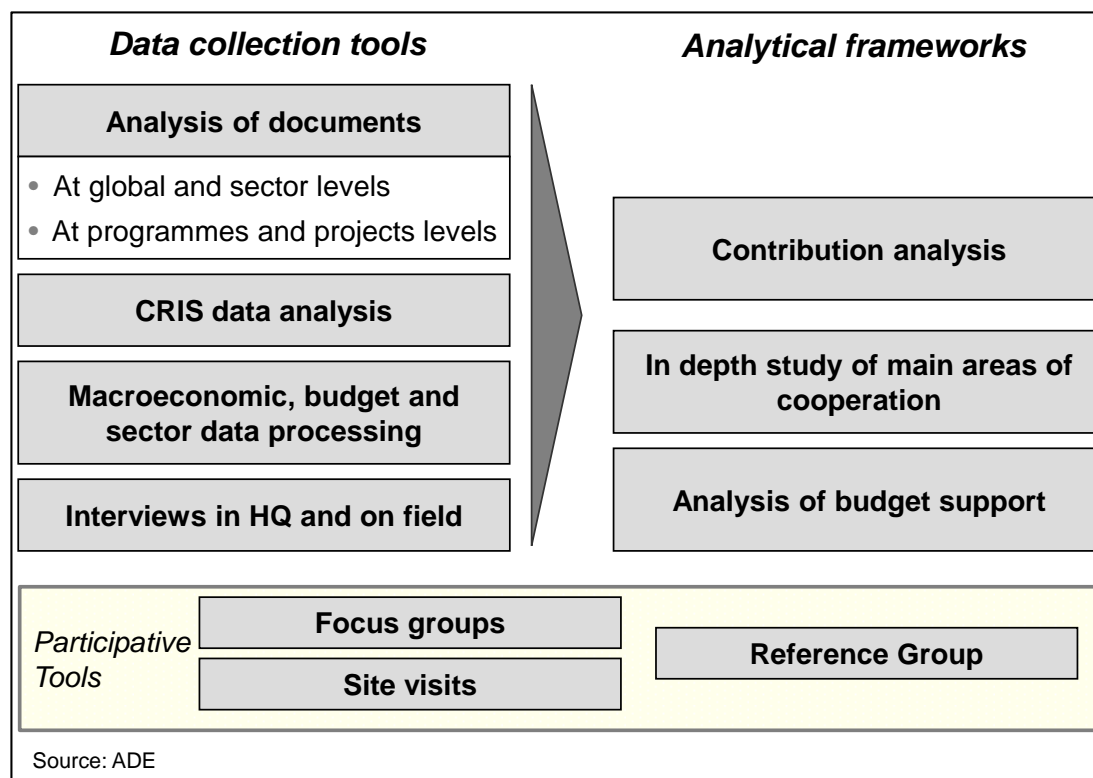 Data collection tools
Analytical frameworks
Analysis of documents
• At global and sector levels
• At programmes and projects levels
CRIS data analysis
Macroeconomic, budget and
sector data processing
Interviews in HQ and on field
Contribution analysis
In depth study of main areas of
cooperation
Analysis of budget support
Participative
Tools
Focus groups
Site visits
Reference Group
Source: ADE